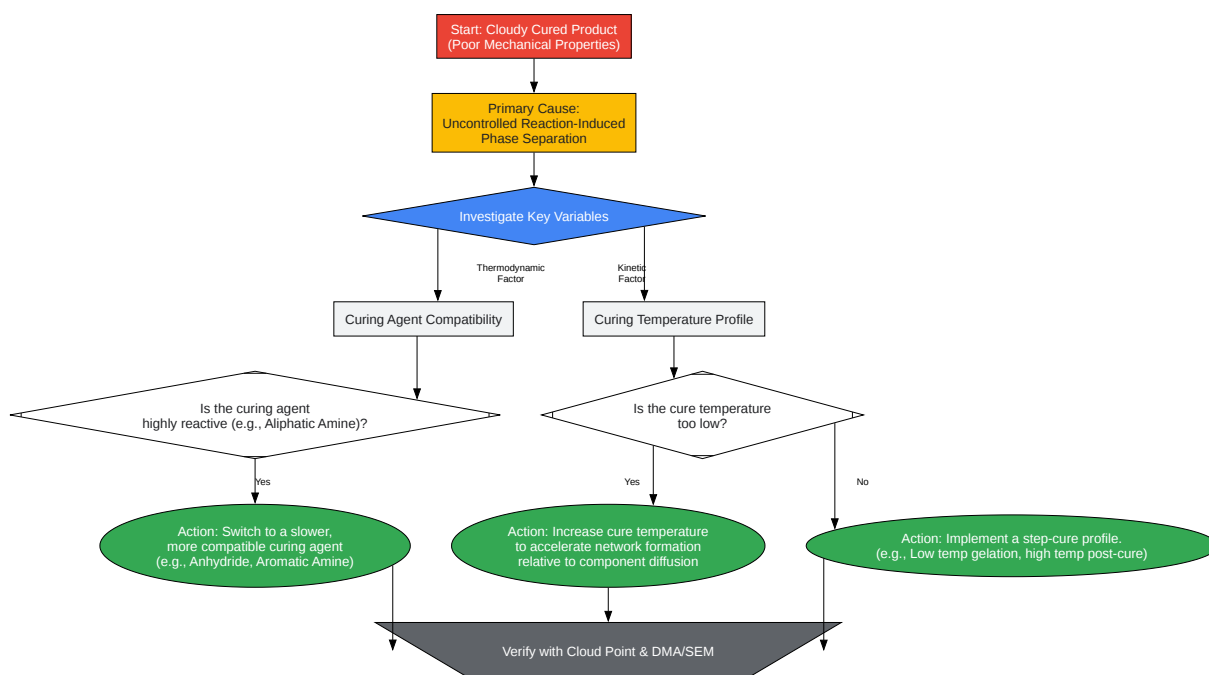 Start: Cloudy Cured Product
(Poor Mechanical Properties)
Primary Cause:
Uncontrolled Reaction-Induced
Phase Separation
Investigate Key Variables
Thermodynamic
Factor
Kinetic
Factor
Curing Agent Compatibility
Curing Temperature Profile
Is the curing agent
highly reactive (e.g., Aliphatic Amine)?
Is the cure temperature
too low?
Yes
Yes
No
Action: Switch to a slower,
more compatible curing agent
(e.g., Anhydride, Aromatic Amine)
Action: Increase cure temperature
to accelerate network formation
relative to component diffusion
Action: Implement a step-cure profile.
(e.g., Low temp gelation, high temp post-cure)
Verify with Cloud Point & DMA/SEM